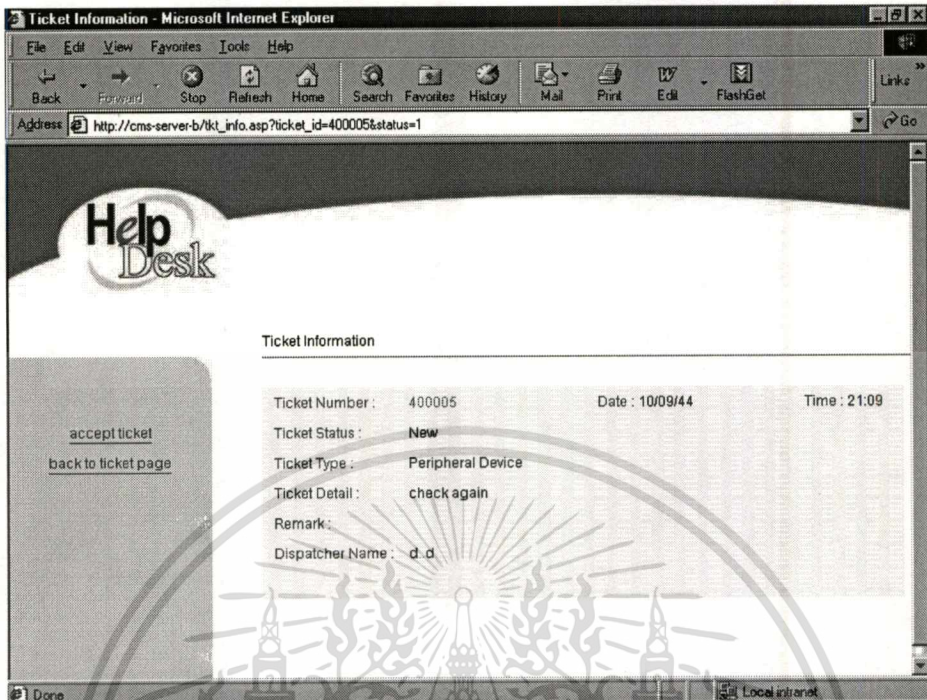 Ticket Information - Microsoft Internet Explorer
File Edit View Favorites Tools Help
Back Forward Stop Refresh Home Search Favorites History Mail Print Edit FlashGet Links »
Address http://cms-server-b/tkt_info.asp?ticket_id=400005&status=1 Go
Help
Desk
Ticket Information
accept ticket
back to ticket page
Ticket Number : 400005 Date : 10/09/44 Time : 21:09
Ticket Status : New
Ticket Type : Peripheral Device
Ticket Detail : check again
Remark :
Dispatcher Name : d d
Done Local intranet